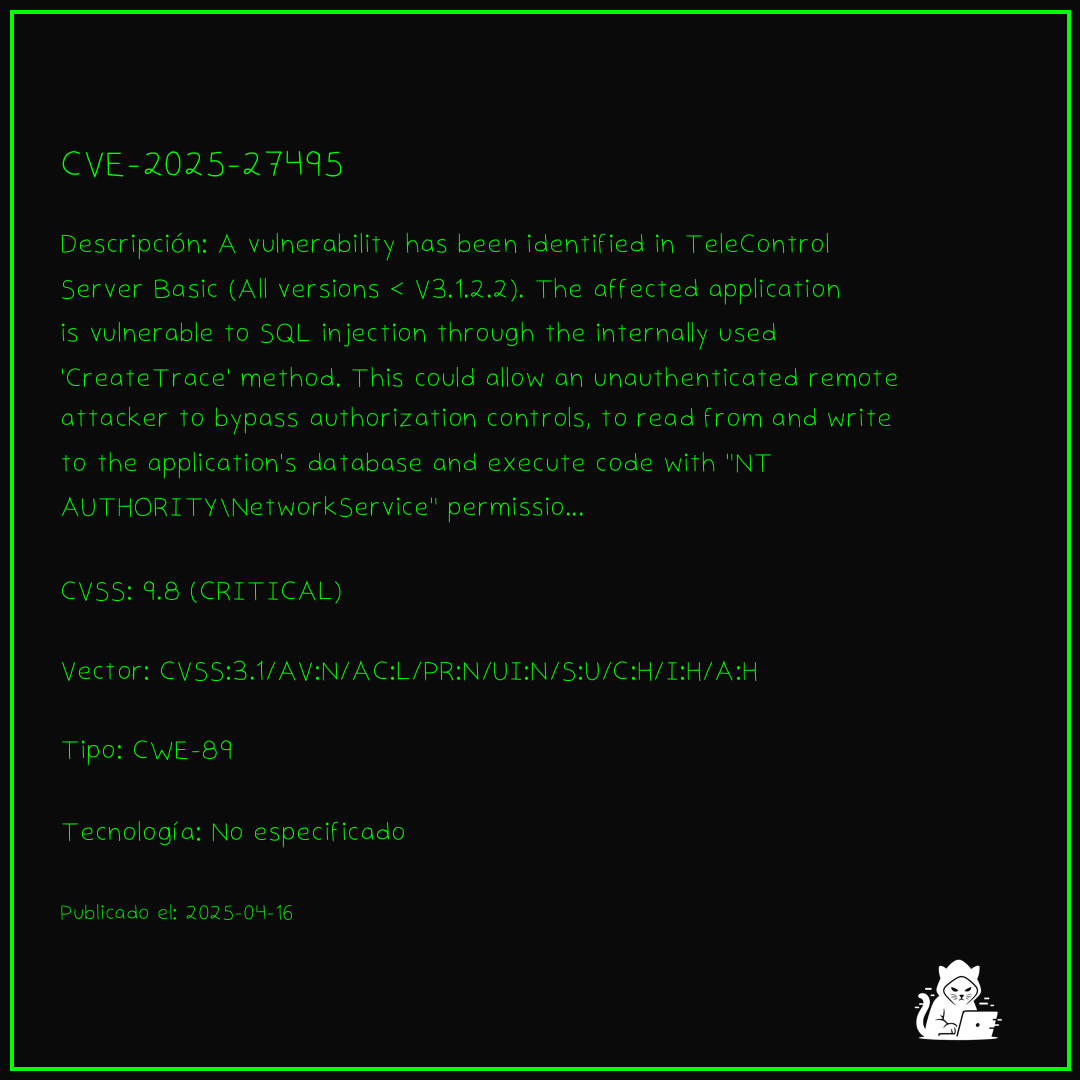 CVE-2025-27495
Descripción: A vulnerability has been identified in TeleControl
Server Basic (All versions < V3.1.2.2). The affected application
is vulnerable to SQL injection through the internally used
'CreateTrace' method. This could allow an unauthenticated remote
attacker to bypass authorization controls, to read from and write
to the application's database and execute code with "NT
AUTHORITY\NetworkService" permissio...
CVSS: 9.8 (CRITICAL)
Vector: CVSS:3.1/AV:N/AC:L/PR:N/UI:N/S:U/C:H/I:H/A:H
Tipo: CWE-89
Tecnología: No especificado
Publicado el: 2025-04-16